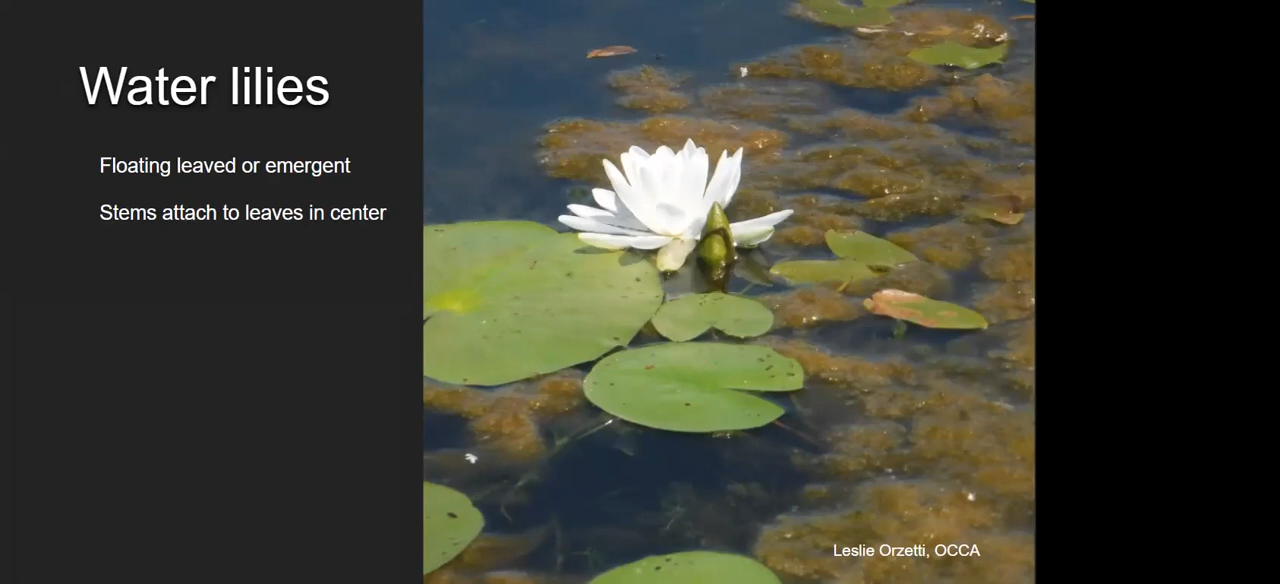 Water lilies
Floating leaved or emergent
Stems attach to leaves in center
Leslie Orzetti, OCCA